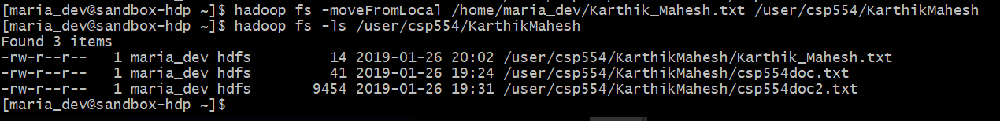 [maria_dev@sandbox-hdp ~]$ hadoop fs -moveFromLocal /home/maria_dev/Karthik_Mahesh.txt /user/csp554/KarthikMahesh
[maria_dev@sandbox-hdp ~]$ hadoop fs -ls /user/csp554/KarthikMahesh
Found 3 items
-rw-r--r--   1 maria_dev hdfs         14 2019-01-26 20:02 /user/csp554/KarthikMahesh/Karthik_Mahesh.txt
-rw-r--r--   1 maria_dev hdfs         41 2019-01-26 19:24 /user/csp554/KarthikMahesh/csp554doc.txt
-rw-r--r--   1 maria_dev hdfs       9454 2019-01-26 19:31 /user/csp554/KarthikMahesh/csp554doc2.txt
[maria_dev@sandbox-hdp ~]$